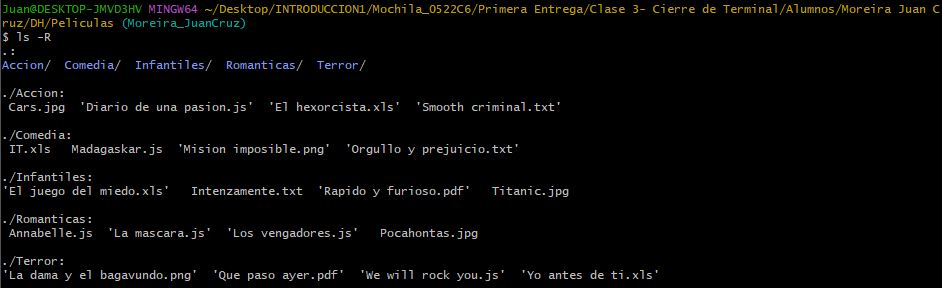 Juan@DESKTOP-JMVD3HV MINGW64 ~/Desktop/INTRODUCCION1/Mochila_0522C6/Primera Entrega/Clase 3- Cierre de Terminal/Alumnos/Moreira Juan C
ruz/DH/Peliculas (Moreira_JuanCruz)
$ ls -R
.:
Accion/  Comedia/  Infantiles/  Romanticas/  Terror/
./Accion:
 Cars.jpg  'Diario de una pasion.js'  'El hexorcista.xls'  'Smooth criminal.txt'
./Comedia:
 IT.xls   Madagaskar.js  'Mision imposible.png'  'Orgullo y prejuicio.txt'
./Infantiles:
'El juego del miedo.xls'   Intenzamente.txt  'Rapido y furioso.pdf'   Titanic.jpg
./Romanticas:
 Annabelle.js  'La mascara.js'  'Los vengadores.js'   Pocahontas.jpg
./Terror:
'La dama y el bagavundo.png'  'Que paso ayer.pdf'  'We will rock you.js'  'Yo antes de ti.xls'